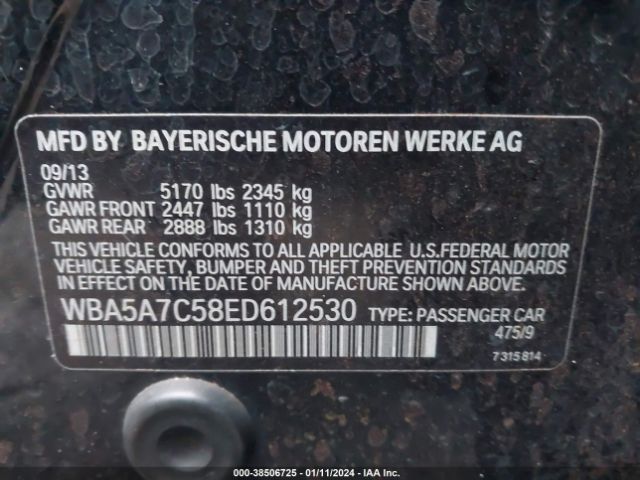 MFD BY BAYERISCHE MOTOREN WERKE AG
09/13
GVWR 5170 lbs 2345 kg
GAWR FRONT 2447 lbs 1110 kg
GAWR REAR 2888 lbs 1310 kg
THIS VEHICLE CONFORMS TO ALL APPLICABLE U.S.FEDERAL MOTOR
VEHICLE SAFETY, BUMPER AND THEFT PREVENTION STANDARDS
IN EFFECT ON THE DATE OF MANUFACTURE SHOWN ABOVE.
WBA5A7C58ED612530 TYPE: PASSENGER CAR
475/9
7 315 814
000-38506725 - 01/11/2024 - IAA Inc.